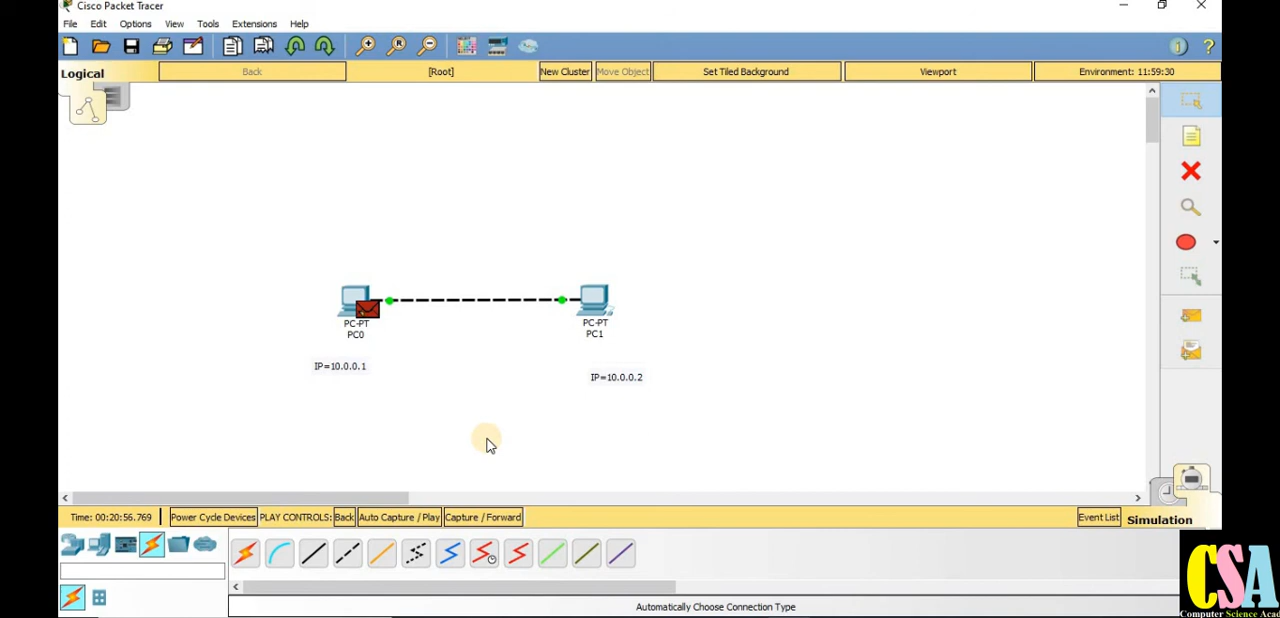 Cisco Packet Tracer
File Edit Options View Tools Extensions Help
Logical Back [Root] New Cluster Move Object Set Tiled Background Viewport Environment: 11:59:30
PC-PT
PC0
PC-PT
PC1
IP=10.0.0.1
IP=10.0.0.2
Time: 00:20:56.769 Power Cycle Devices PLAY CONTROLS: Back Auto Capture / Play Capture / Forward Event List Simulation
Automatically Choose Connection Type
CSA
Computer Science Acad